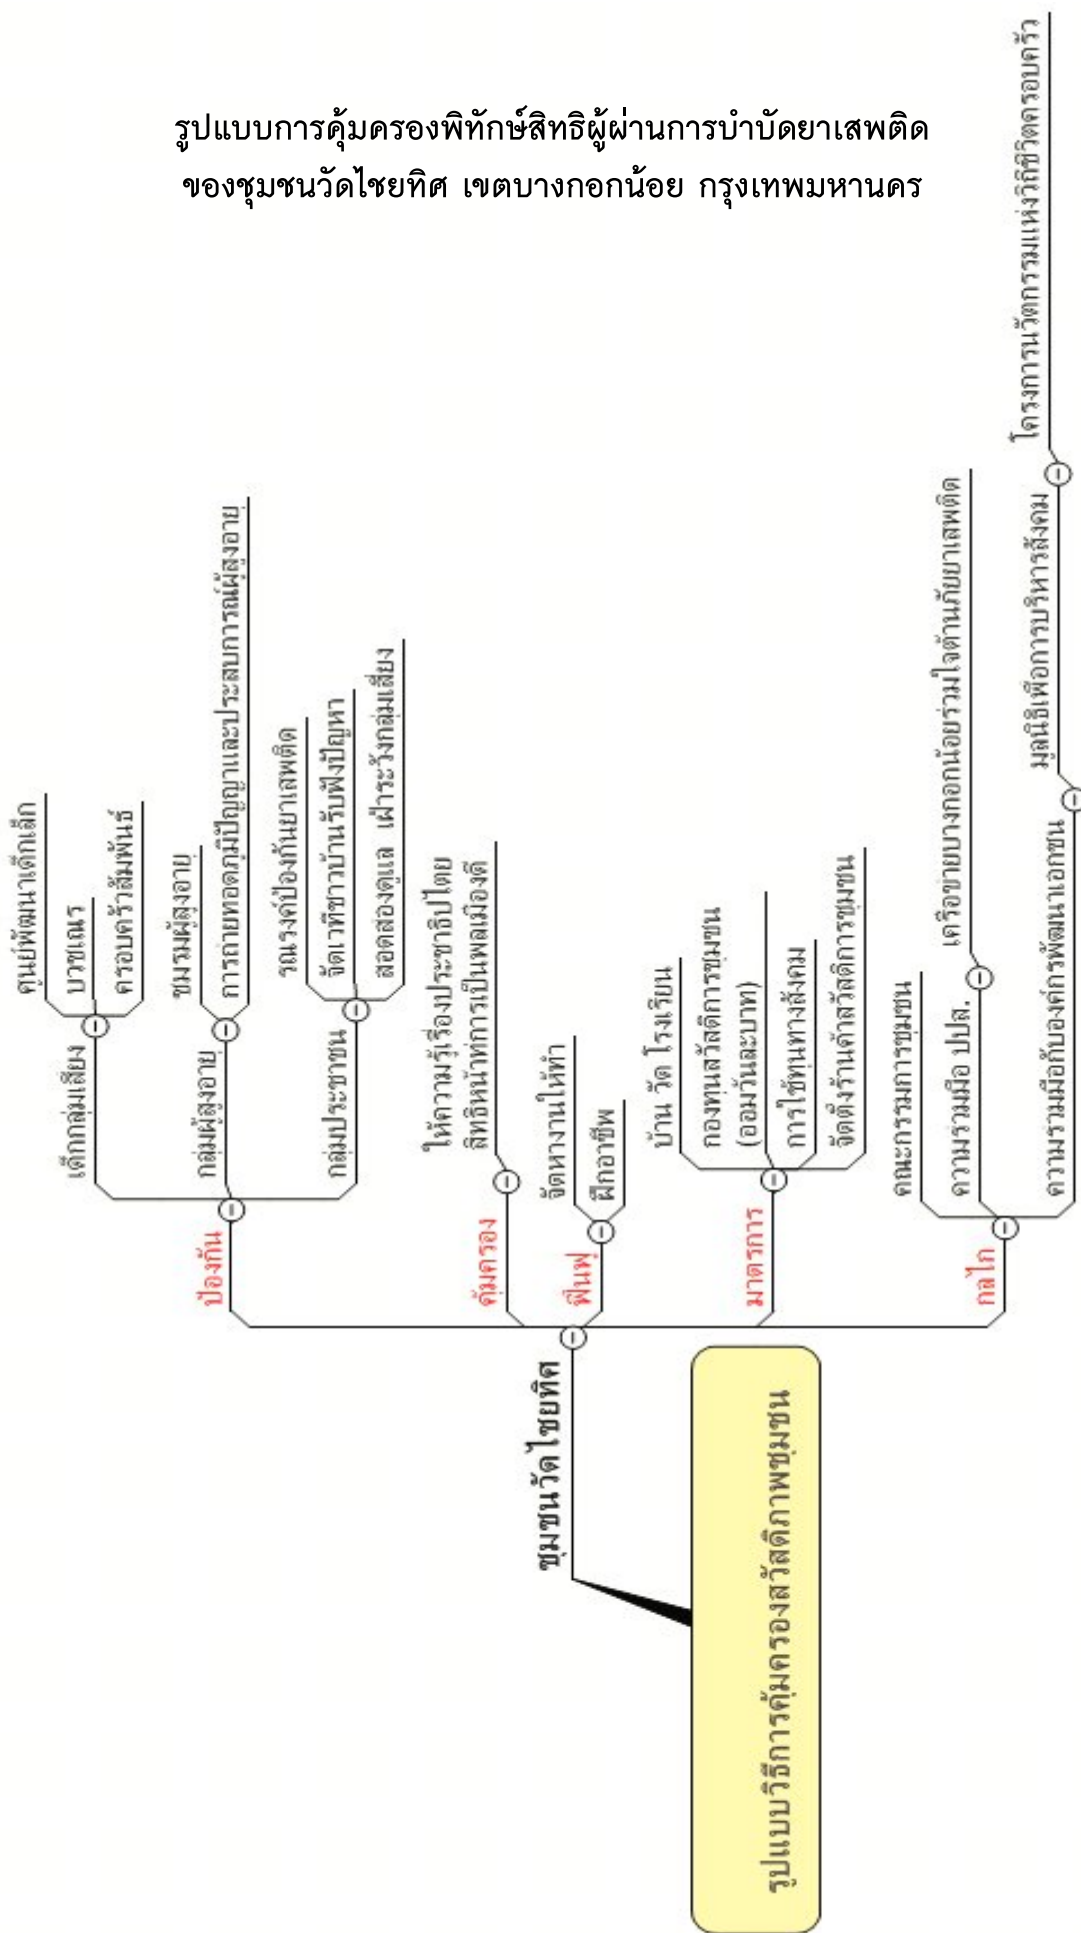 รูปแบบการคุ้มครองพิทักษ์สิทธิผู้ผ่านการบำบัดยาเสพติด
ของชุมชนวัดไชยทิศ เขตบางกอกน้อย กรุงเทพมหานคร
รูปแบบวิธีการคุ้มครองสวัสดิภาพชุมชน
ชุมชนวัดไชยทิศ
ป้องกัน
เด็กกลุ่มเสี่ยง
ศูนย์พัฒนาเด็กเล็ก
บวชเณร
ครอบครัวสัมพันธ์
กลุ่มผู้สูงอายุ
ชมรมผู้สูงอายุ
การถ่ายทอดภูมิปัญญาและประสบการณ์ผู้สูงอายุ
กลุ่มประชาชน
รณรงค์ป้องกันยาเสพติด
จัดเวทีชาวบ้านรับฟังปัญหา
สอดส่องดูแล เฝ้าระวังกลุ่มเสี่ยง
คุ้มครอง
ให้ความรู้เรื่องประชาธิปไตย
สิทธิหน้าที่การเป็นพลเมืองดี
ฟื้นฟู
จัดหางานให้ทำ
ฝึกอาชีพ
มาตรการ
บ้าน วัด โรงเรียน
กองทุนสวัสดิการชุมชน
(ออมวันละบาท)
การใช้ทุนทางสังคม
จัดตั้งร้านค้าสวัสดิการชุมชน
กลไก
คณะกรรมการชุมชน
ความร่วมมือ ปปส.
เครือข่ายบางกอกน้อยร่วมใจต้านภัยยาเสพติด
ความร่วมมือกับองค์กรพัฒนาเอกชน
มูลนิธิเพื่อการบริหารสังคม
โครงการนวัตกรรมแห่งวิถีชีวิตครอบครัว